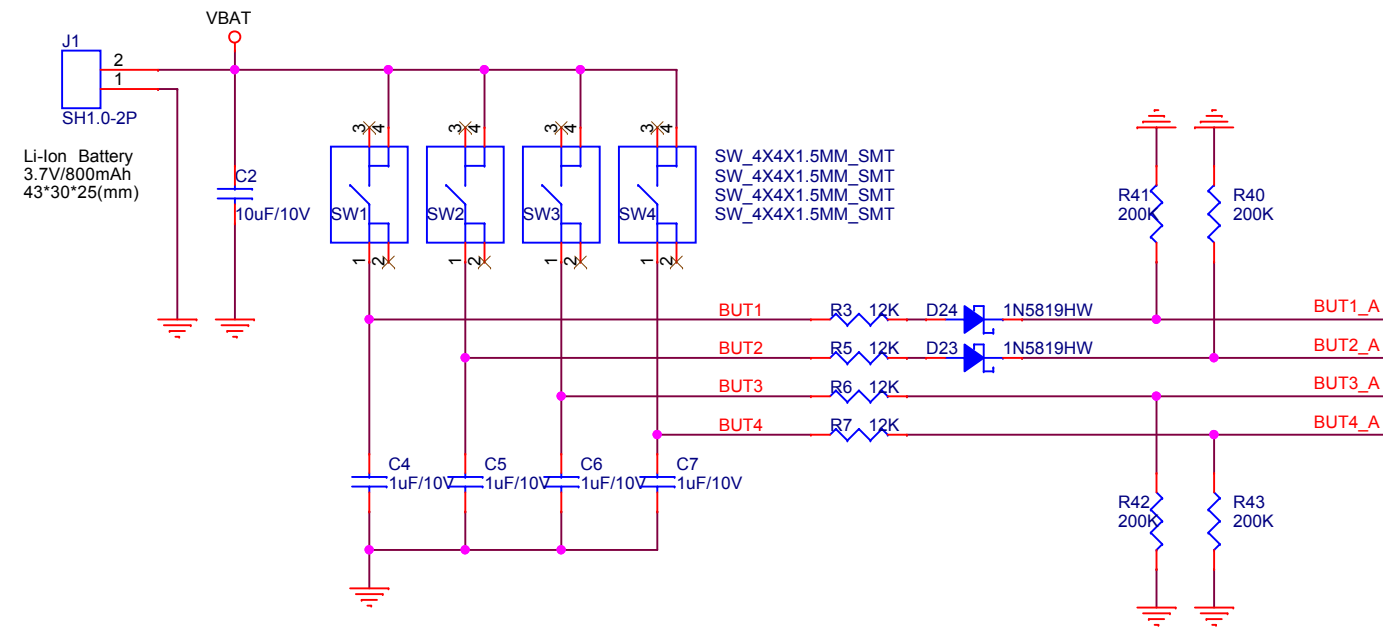 VBAT
J1
2
1
SH1.0-2P
Li-Ion Battery
3.7V/800mAh
43*30*25(mm)
C2
10uF/10V
3 4
3 4
3 4
3 4
SW1
SW2
SW3
SW4
1 2
1 2
1 2
1 2
SW_4X4X1.5MM_SMT
SW_4X4X1.5MM_SMT
SW_4X4X1.5MM_SMT
SW_4X4X1.5MM_SMT
R41
200K
R40
200K
BUT1 R3 12K D24 1N5819HW BUT1_A
BUT2 R5 12K D23 1N5819HW BUT2_A
BUT3 R6 12K BUT3_A
BUT4 R7 12K BUT4_A
C4
1uF/10V
C5
1uF/10V
C6
1uF/10V
C7
1uF/10V
R42
200K
R43
200K